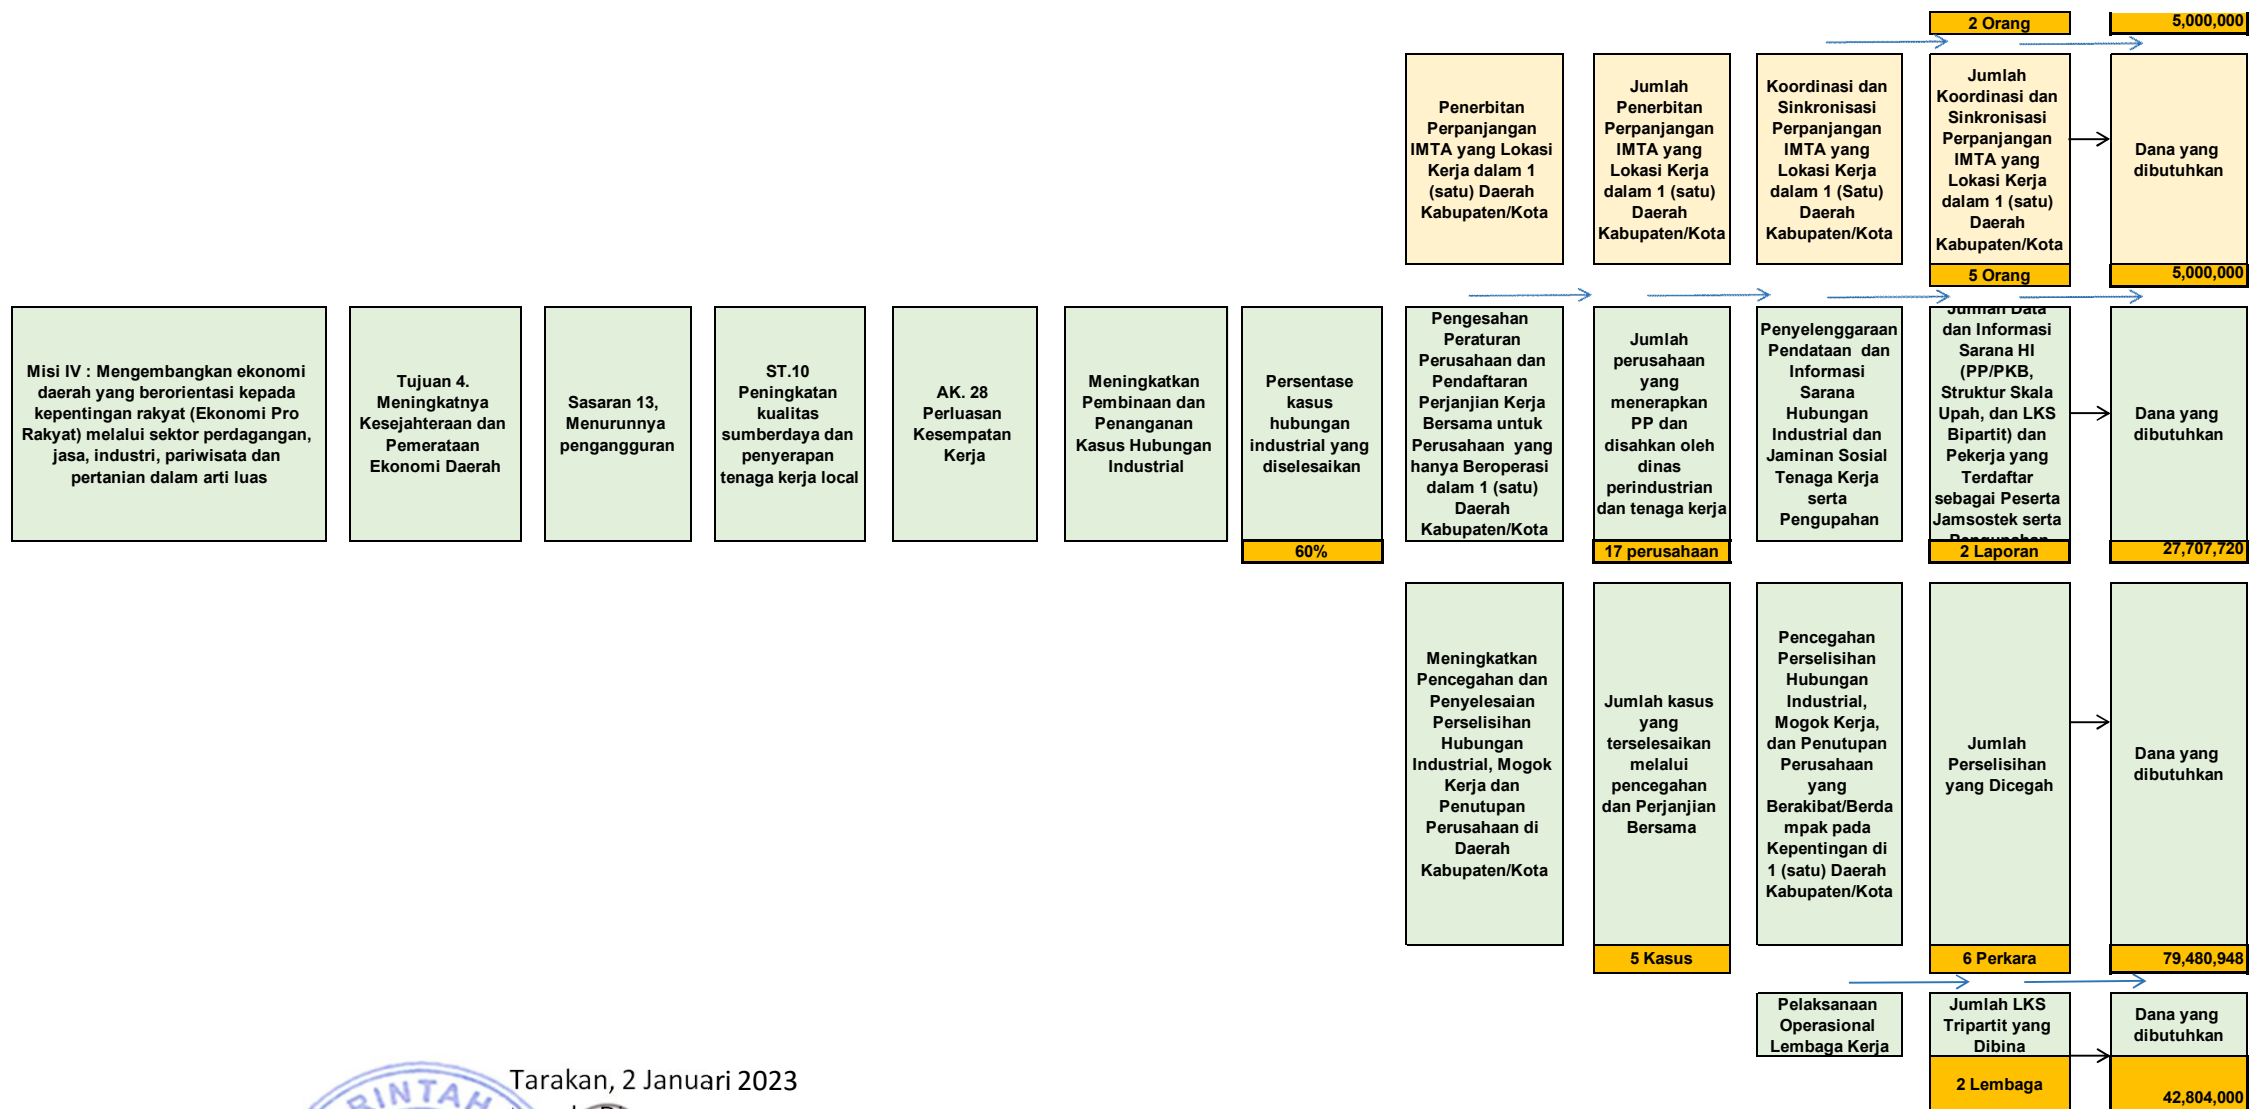 2 Orang
5,000,000
Penerbitan
Perpanjangan
IMTA yang Lokasi
Kerja dalam 1
(satu) Daerah
Kabupaten/Kota
Jumlah
Penerbitan
Perpanjangan
IMTA yang
Lokasi Kerja
dalam 1 (satu)
Daerah
Kabupaten/Kota
Koordinasi dan
Sinkronisasi
Perpanjangan
IMTA yang
Lokasi Kerja
dalam 1 (Satu)
Daerah
Kabupaten/Kota
Jumlah
Koordinasi dan
Sinkronisasi
Perpanjangan
IMTA yang
Lokasi Kerja
dalam 1 (satu)
Daerah
Kabupaten/Kota
Dana yang
dibutuhkan
5 Orang
5,000,000
Misi IV : Mengembangkan ekonomi
daerah yang berorientasi kepada
kepentingan rakyat (Ekonomi Pro
Rakyat) melalui sektor perdagangan,
jasa, industri, pariwisata dan
pertanian dalam arti luas
Tujuan 4.
Meningkatnya
Kesejahteraan dan
Pemerataan
Ekonomi Daerah
Sasaran 13,
Menurunnya
pengangguran
ST.10
Peningkatan
kualitas
sumberdaya dan
penyerapan
tenaga kerja local
AK. 28
Perluasan
Kesempatan
Kerja
Meningkatkan
Pembinaan dan
Penanganan
Kasus Hubungan
Industrial
Persentase
kasus
hubungan
industrial yang
diselesaikan
60%
Pengesahan
Peraturan
Perusahaan dan
Pendaftaran
Perjanjian Kerja
Bersama untuk
Perusahaan yang
hanya Beroperasi
dalam 1 (satu)
Daerah
Kabupaten/Kota
Jumlah
perusahaan
yang
menerapkan
PP dan
disahkan oleh
dinas
perindustrian
dan tenaga kerja
17 perusahaan
Penyelenggaraan
Pendataan dan
Informasi
Sarana
Hubungan
Industrial dan
Jaminan Sosial
Tenaga Kerja
serta
Pengupahan
Jumlah Data
dan Informasi
Sarana HI
(PP/PKB,
Struktur Skala
Upah, dan LKS
Bipartit) dan
Pekerja yang
Terdaftar
sebagai Peserta
Jamsostek serta
Pengupahan
2 Laporan
Dana yang
dibutuhkan
27,707,720
Meningkatkan
Pencegahan dan
Penyelesaian
Perselisihan
Hubungan
Industrial, Mogok
Kerja dan
Penutupan
Perusahaan di
Daerah
Kabupaten/Kota
Jumlah kasus
yang
terselesaikan
melalui
pencegahan
dan Perjanjian
Bersama
5 Kasus
Pencegahan
Perselisihan
Hubungan
Industrial,
Mogok Kerja,
dan Penutupan
Perusahaan
yang
Berakibat/Berda
mpak pada
Kepentingan di
1 (satu) Daerah
Kabupaten/Kota
Jumlah
Perselisihan
yang Dicegah
6 Perkara
Dana yang
dibutuhkan
79,480,948
Pelaksanaan
Operasional
Lembaga Kerja
Jumlah LKS
Tripartit yang
Dibina
2 Lembaga
Dana yang
dibutuhkan
42,804,000
Tarakan, 2 Januari 2023